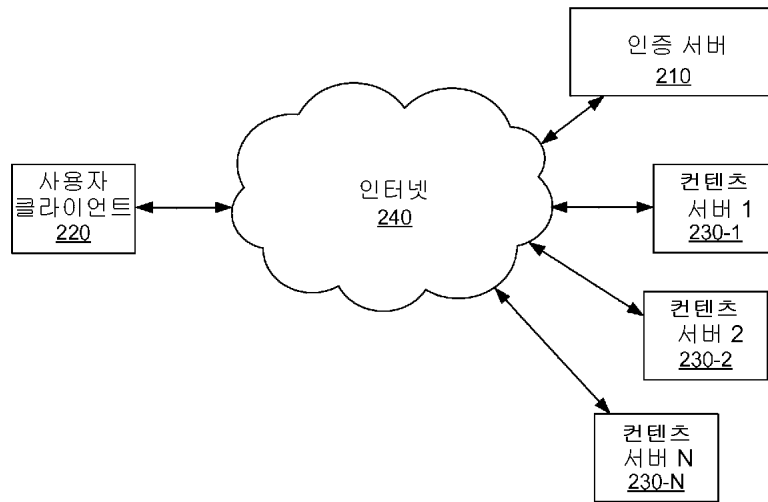 인증 서버
210
사용자
클라이언트
220
인터넷
240
컨텐츠
서버 1
230-1
컨텐츠
서버 2
230-2
컨텐츠
서버 N
230-N